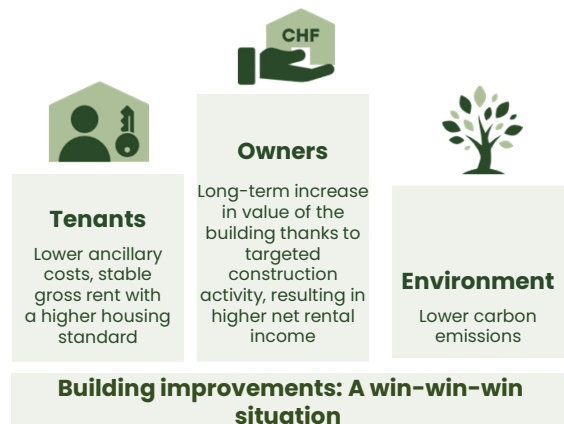 CHF
Owners
Long-term increase
in value of the
building thanks to
targeted
construction
activity, resulting in
higher net rental
income
Tenants
Lower ancillary
costs, stable
gross rent with
a higher housing
standard
Environment
Lower carbon
emissions
Building improvements: A win-win-win
situation